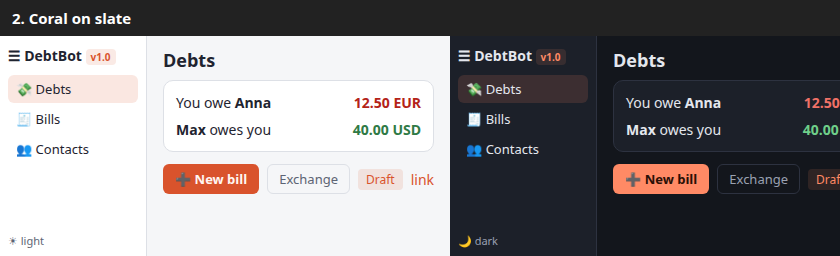 2. Coral on slate
☰ DebtBot v1.0
💸 Debts
🧾 Bills
👥 Contacts
☀ light
Debts
You owe Anna 12.50 EUR
Max owes you 40.00 USD
➕ New bill Exchange Draft link
☰ DebtBot v1.0
💸 Debts
🧾 Bills
👥 Contacts
🌙 dark
Debts
You owe Anna 12.50
Max owes you 40.00
➕ New bill Exchange